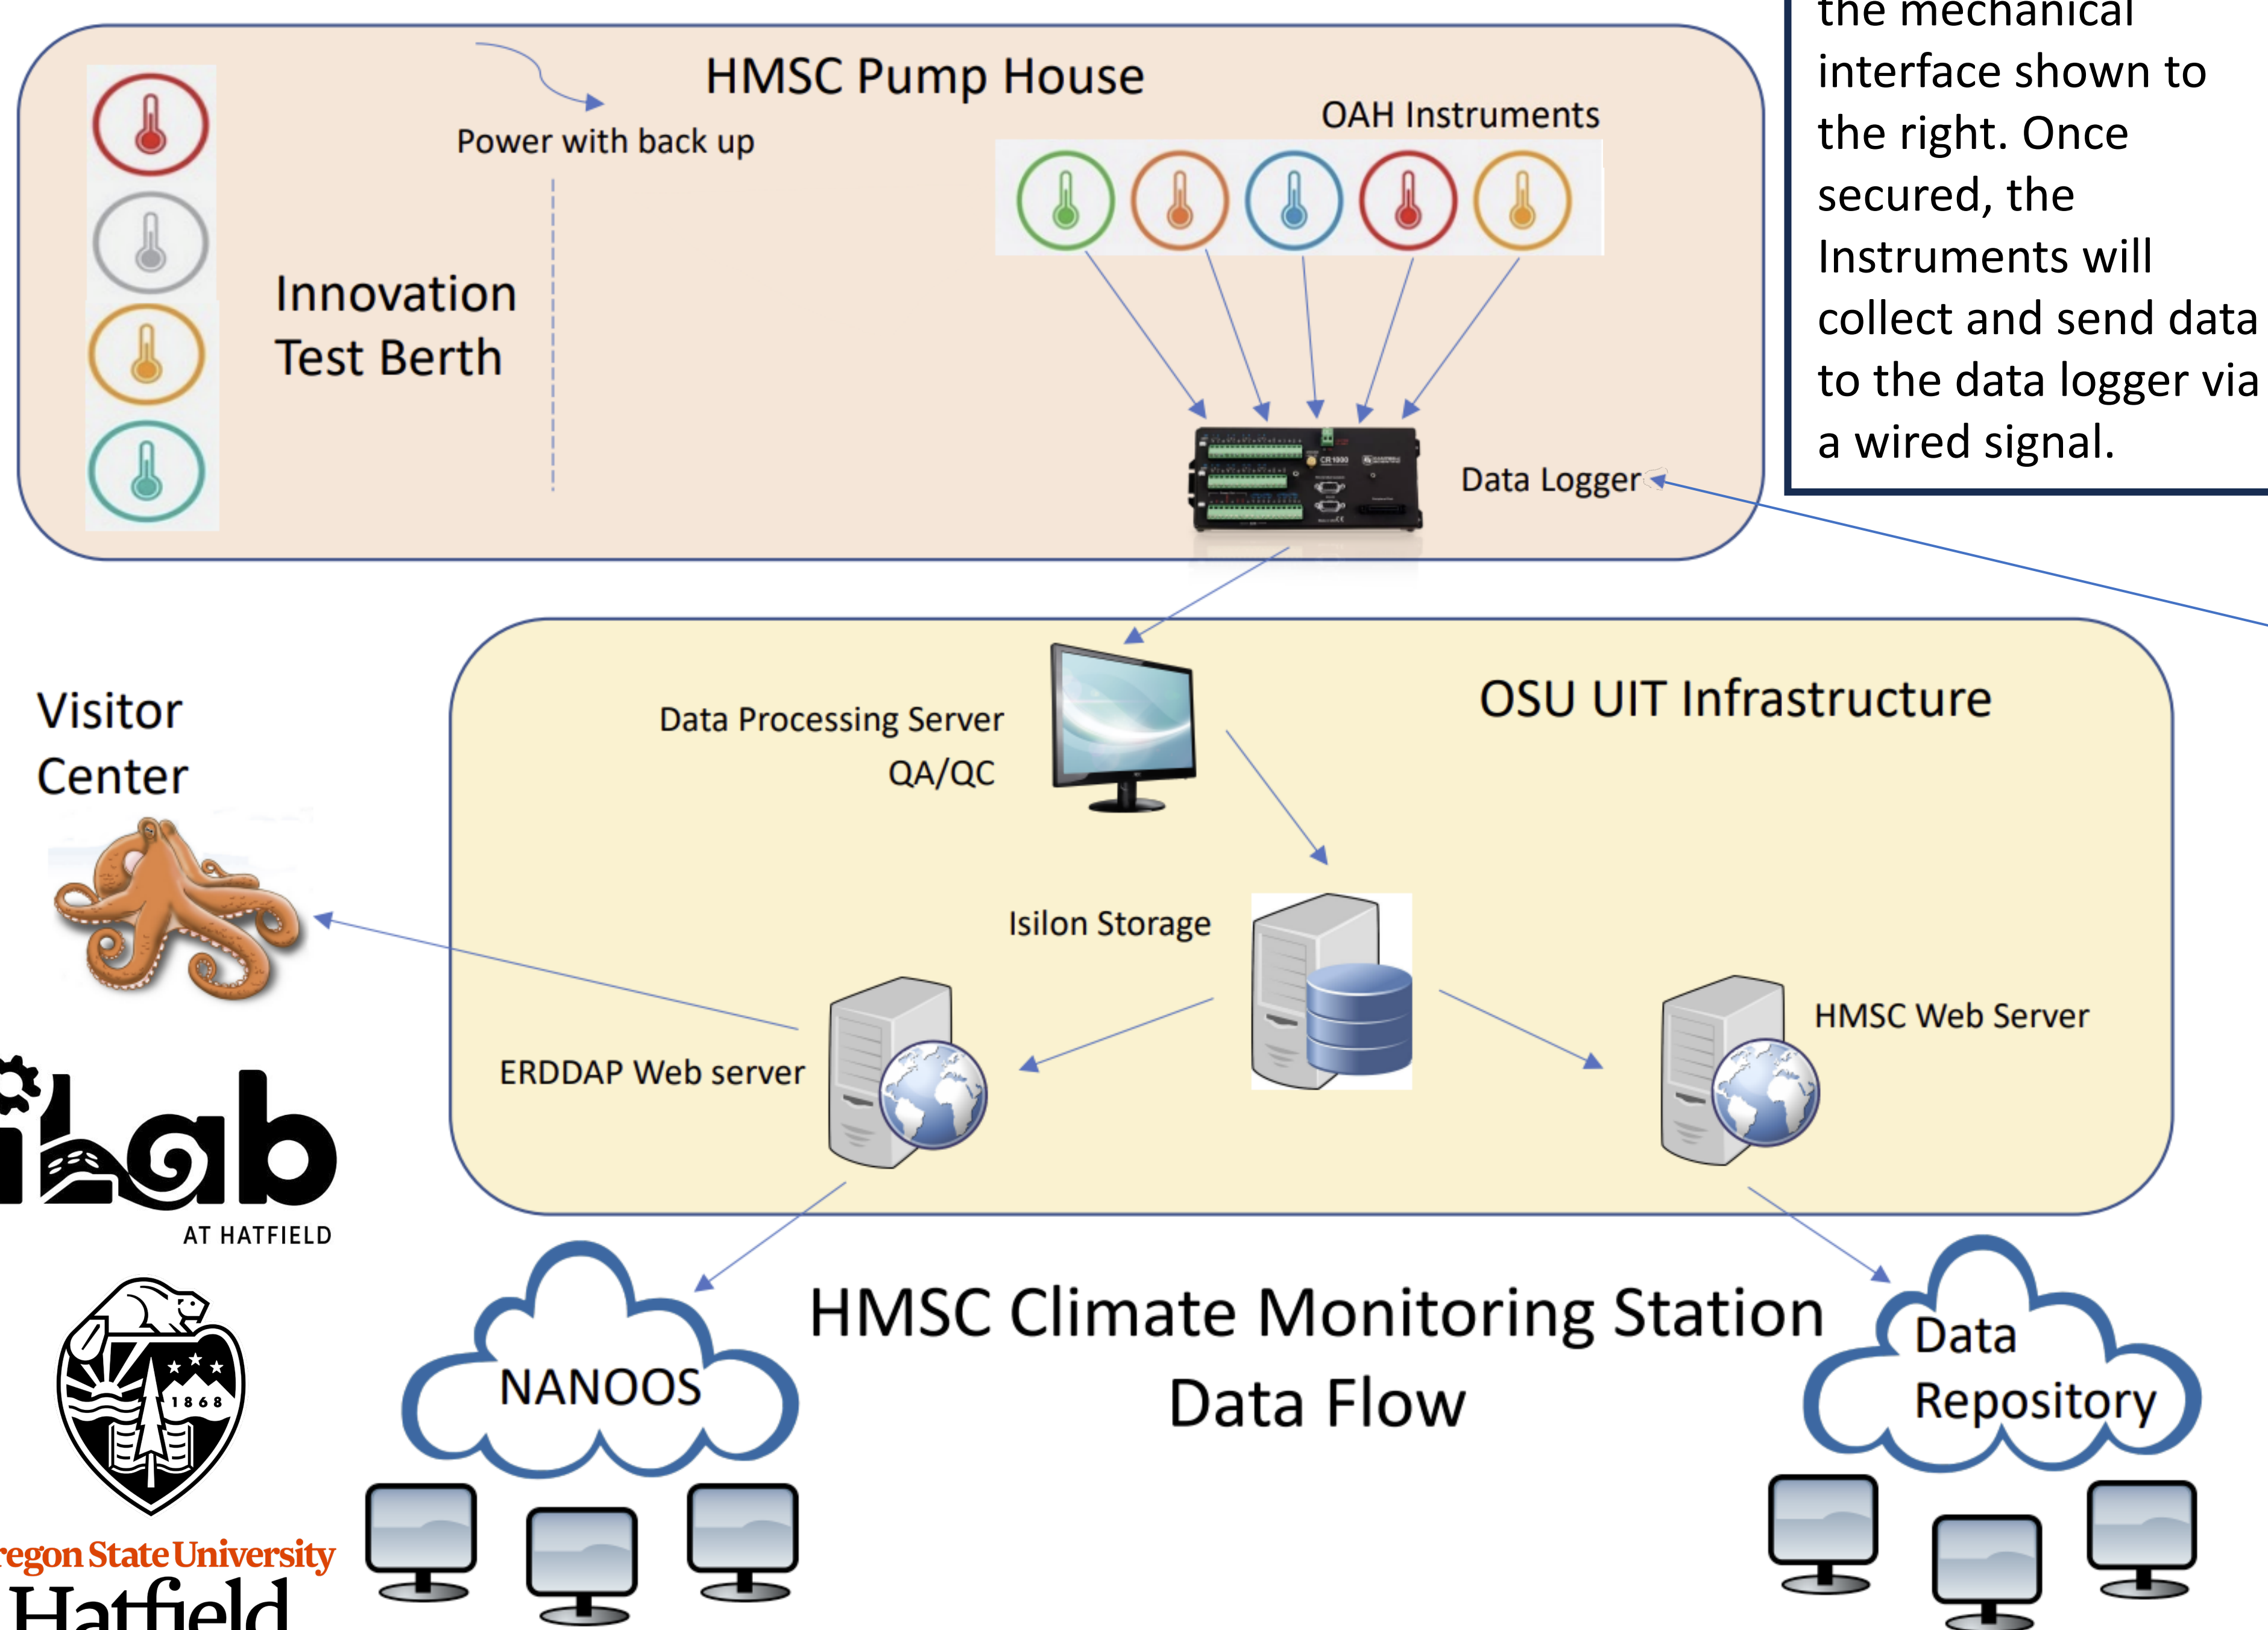 HMSC Pump House
Power with back up
OAH Instruments
Innovation
Test Berth
CR1000
Data Logger
the mechanical
interface shown to
the right. Once
secured, the
Instruments will
collect and send data
to the data logger via
a wired signal.
OSU UIT Infrastructure
Data Processing Server
QA/QC
Isilon Storage
ERDDAP Web server
HMSC Web Server
Visitor
Center
iLab
AT HATFIELD
1868
regon State University
Hatfield
NANOOS
HMSC Climate Monitoring Station
Data Flow
Data
Repository